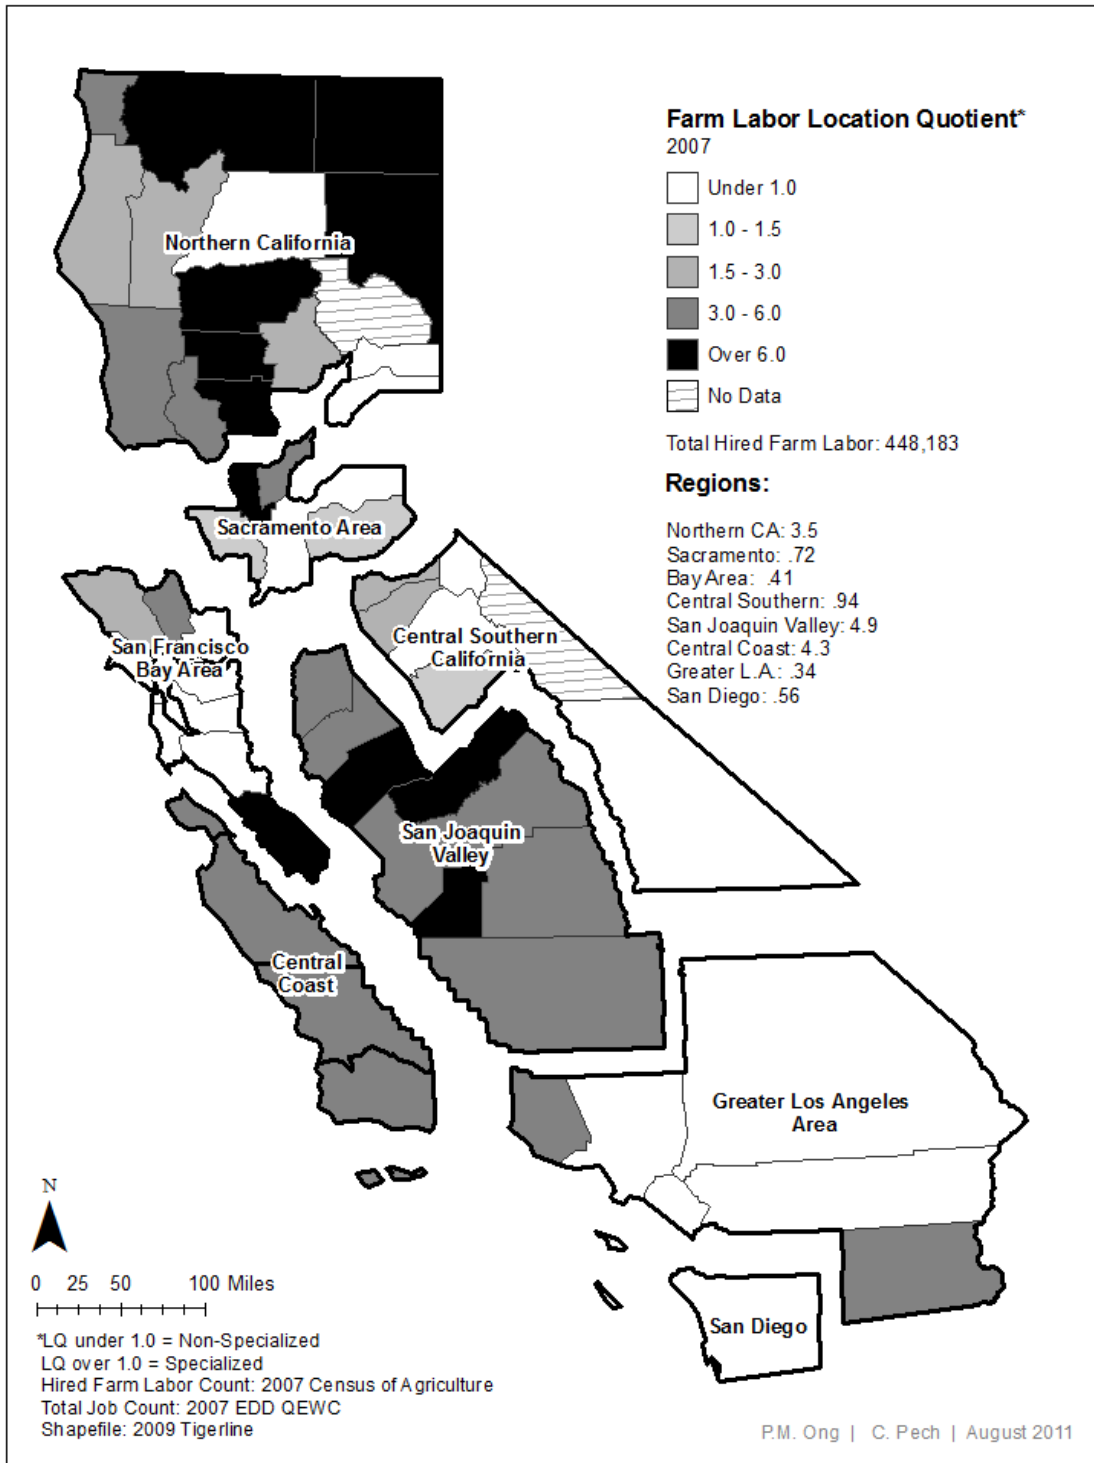 Farm Labor Location Quotient*
2007
Under 1.0
1.0 - 1.5
1.5 - 3.0
3.0 - 6.0
Over 6.0
No Data
Total Hired Farm Labor: 448,183
Regions:
Northern CA: 3.5
Sacramento: .72
Bay Area: .41
Central Southern: .94
San Joaquin Valley: 4.9
Central Coast: 4.3
Greater L.A.: .34
San Diego: .56
Northern California
Sacramento Area
San Francisco
Bay Area
Central Southern
California
San Joaquin
Valley
Central
Coast
Greater Los Angeles
Area
San Diego
N
0 25 50 100 Miles
*LQ under 1.0 = Non-Specialized
LQ over 1.0 = Specialized
Hired Farm Labor Count: 2007 Census of Agriculture
Total Job Count: 2007 EDD QEWC
Shapefile: 2009 Tigerline
P.M. Ong | C. Pech | August 2011